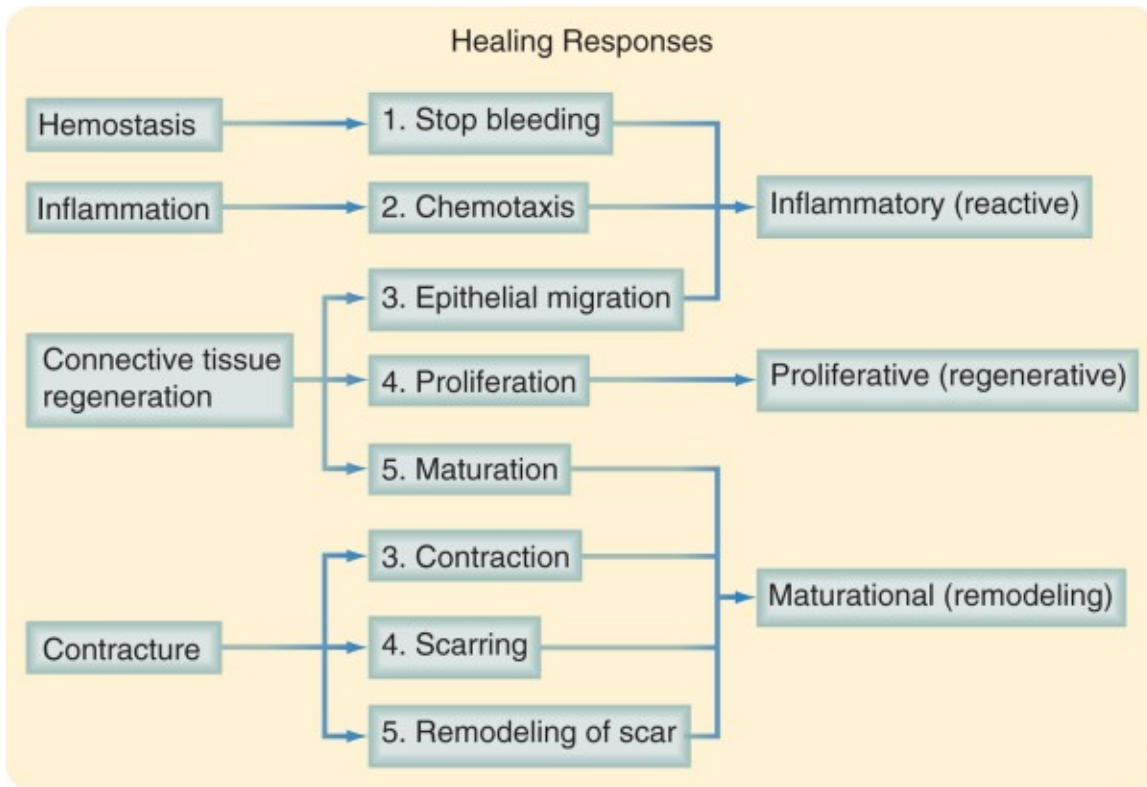 Healing Responses
Hemostasis
1. Stop bleeding
Inflammation
2. Chemotaxis
Inflammatory (reactive)
3. Epithelial migration
Connective tissue
regeneration
4. Proliferation
Proliferative (regenerative)
5. Maturation
3. Contraction
Maturational (remodeling)
Contracture
4. Scarring
5. Remodeling of scar